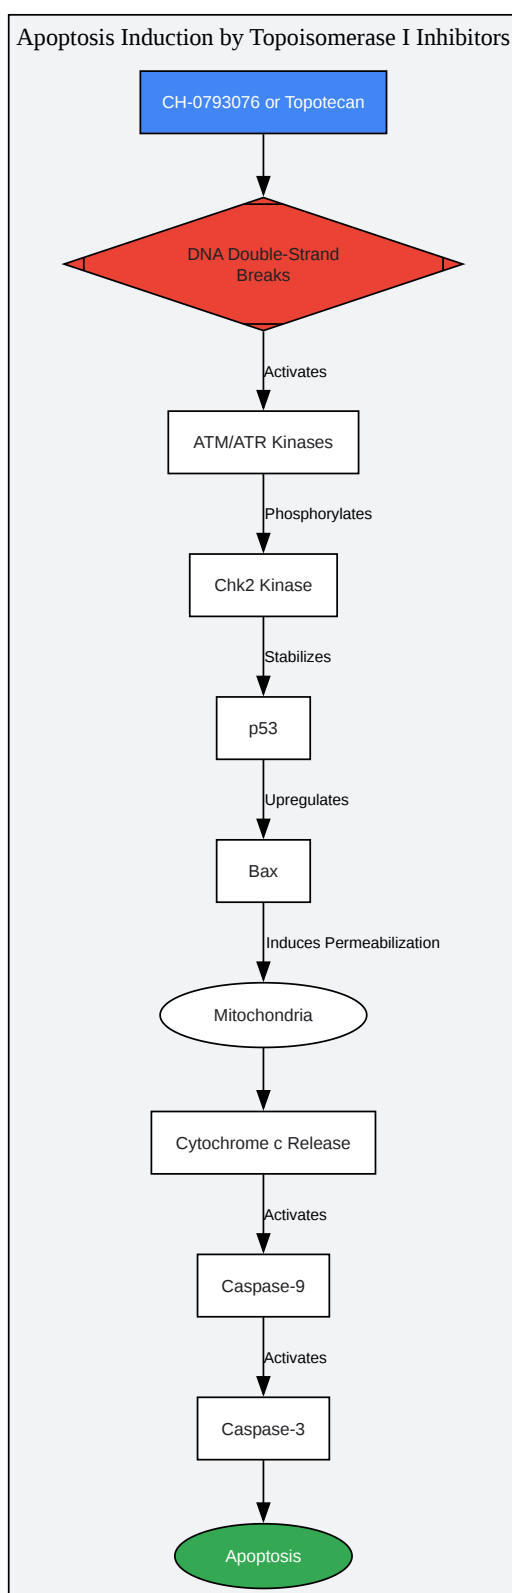 Apoptosis Induction by Topoisomerase I Inhibitors
CH-0793076 or Topotecan
DNA Double-Strand
Breaks
Activates
ATM/ATR Kinases
Phosphorylates
Chk2 Kinase
Stabilizes
p53
Upregulates
Bax
Induces Permeabilization
Mitochondria
Cytochrome c Release
Activates
Caspase-9
Activates
Caspase-3
Apoptosis